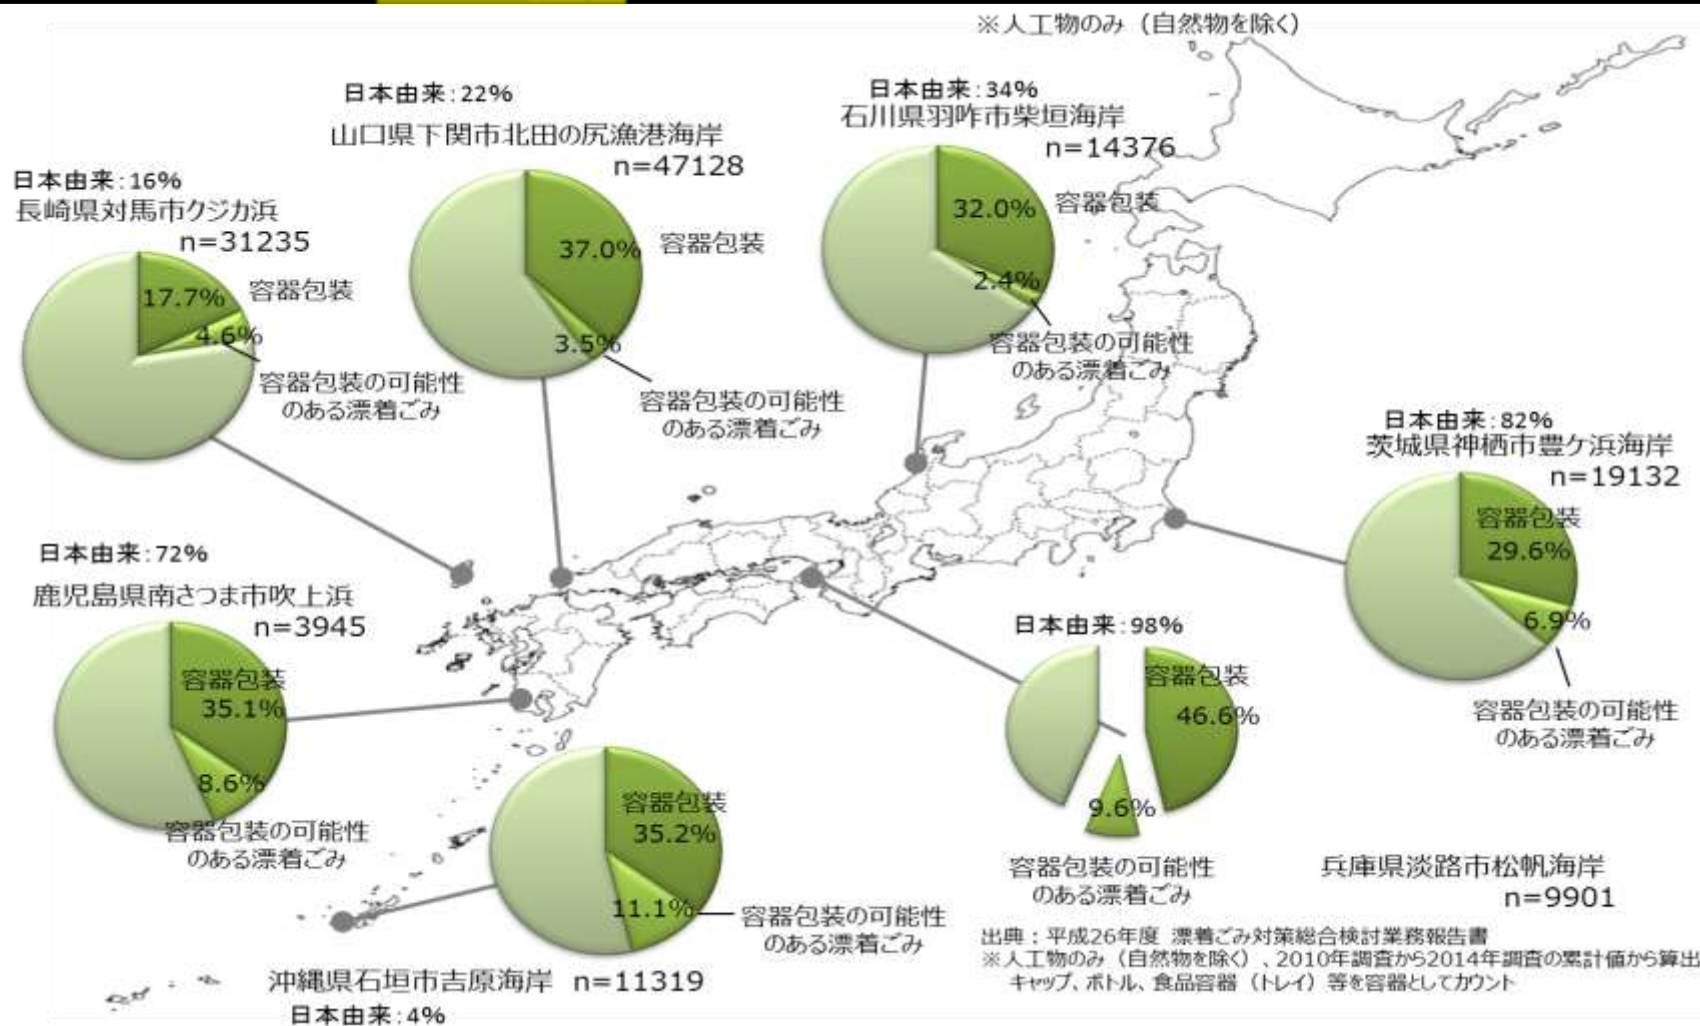 ※人工物のみ（自然物を除く）
日本由来：22%
山口県下関市北田の尻漁港海岸
n=47128
37.0%
容器包装
3.5%
容器包装の可能性
のある漂着ごみ
日本由来：34%
石川県羽咋市柴垣海岸
n=14376
32.0%
容器包装
2.4%
容器包装の可能性
のある漂着ごみ
日本由来：16%
長崎県対馬市クジカ浜
n=31235
17.7%
容器包装
4.6%
容器包装の可能性
のある漂着ごみ
日本由来：82%
茨城県神栖市豊ケ浜海岸
n=19132
容器包装
29.6%
6.9%
容器包装の可能性
のある漂着ごみ
日本由来：72%
鹿児島県南さつま市吹上浜
n=3945
容器包装
35.1%
8.6%
容器包装の可能性
のある漂着ごみ
日本由来：98%
容器包装
46.6%
9.6%
容器包装の可能性
のある漂着ごみ
兵庫県淡路市松帆海岸
n=9901
容器包装
35.2%
11.1%
容器包装の可能性
のある漂着ごみ
沖縄県石垣市吉原海岸 n=11319
日本由来：4%
出典：平成26年度 漂着ごみ対策総合検討業務報告書
※人工物のみ（自然物を除く）、2010年調査から2014年調査の累計値から算出
キャップ、ボトル、食品容器（トレイ）等を容器としてカウント